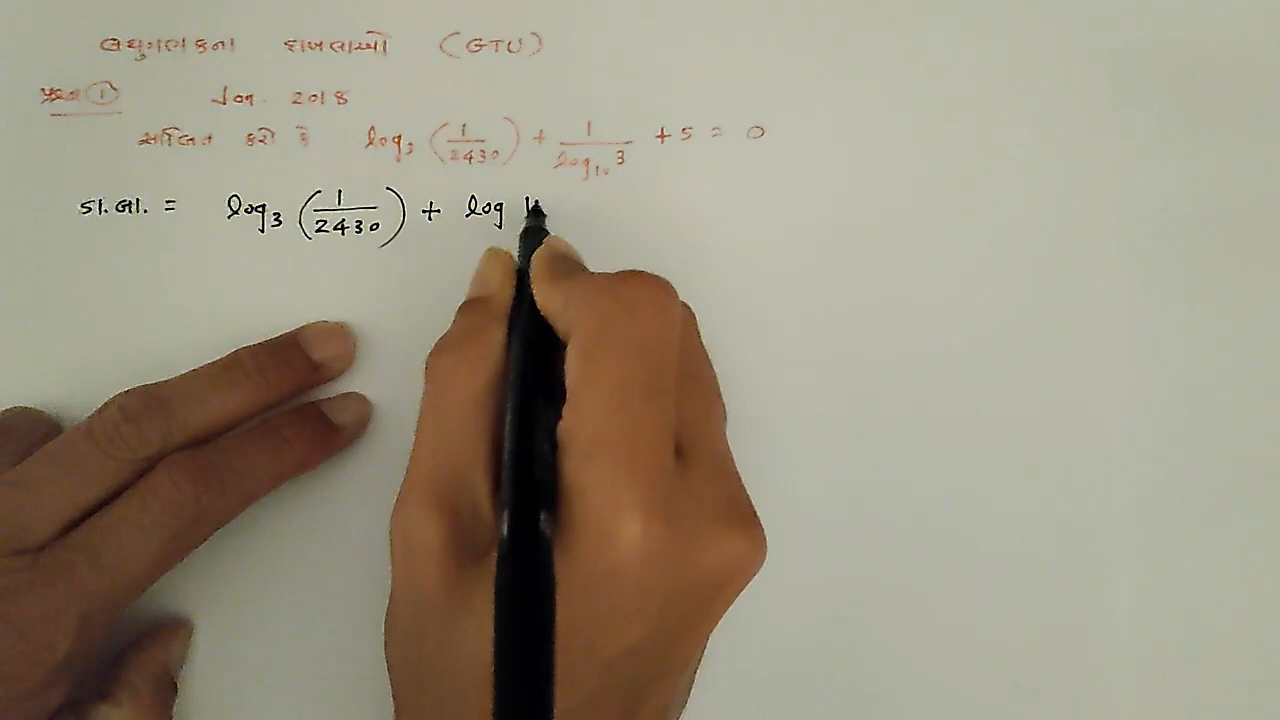 લઘુગણકના દાખલાઓ (GTU)
પ્રશ્ન ① Jan. 2018
સાબિત કરો કે log₃ (1/2430) + 1/log₁₀3 + 5 = 0
ડા.બા. = log₃ (1/2430) + log